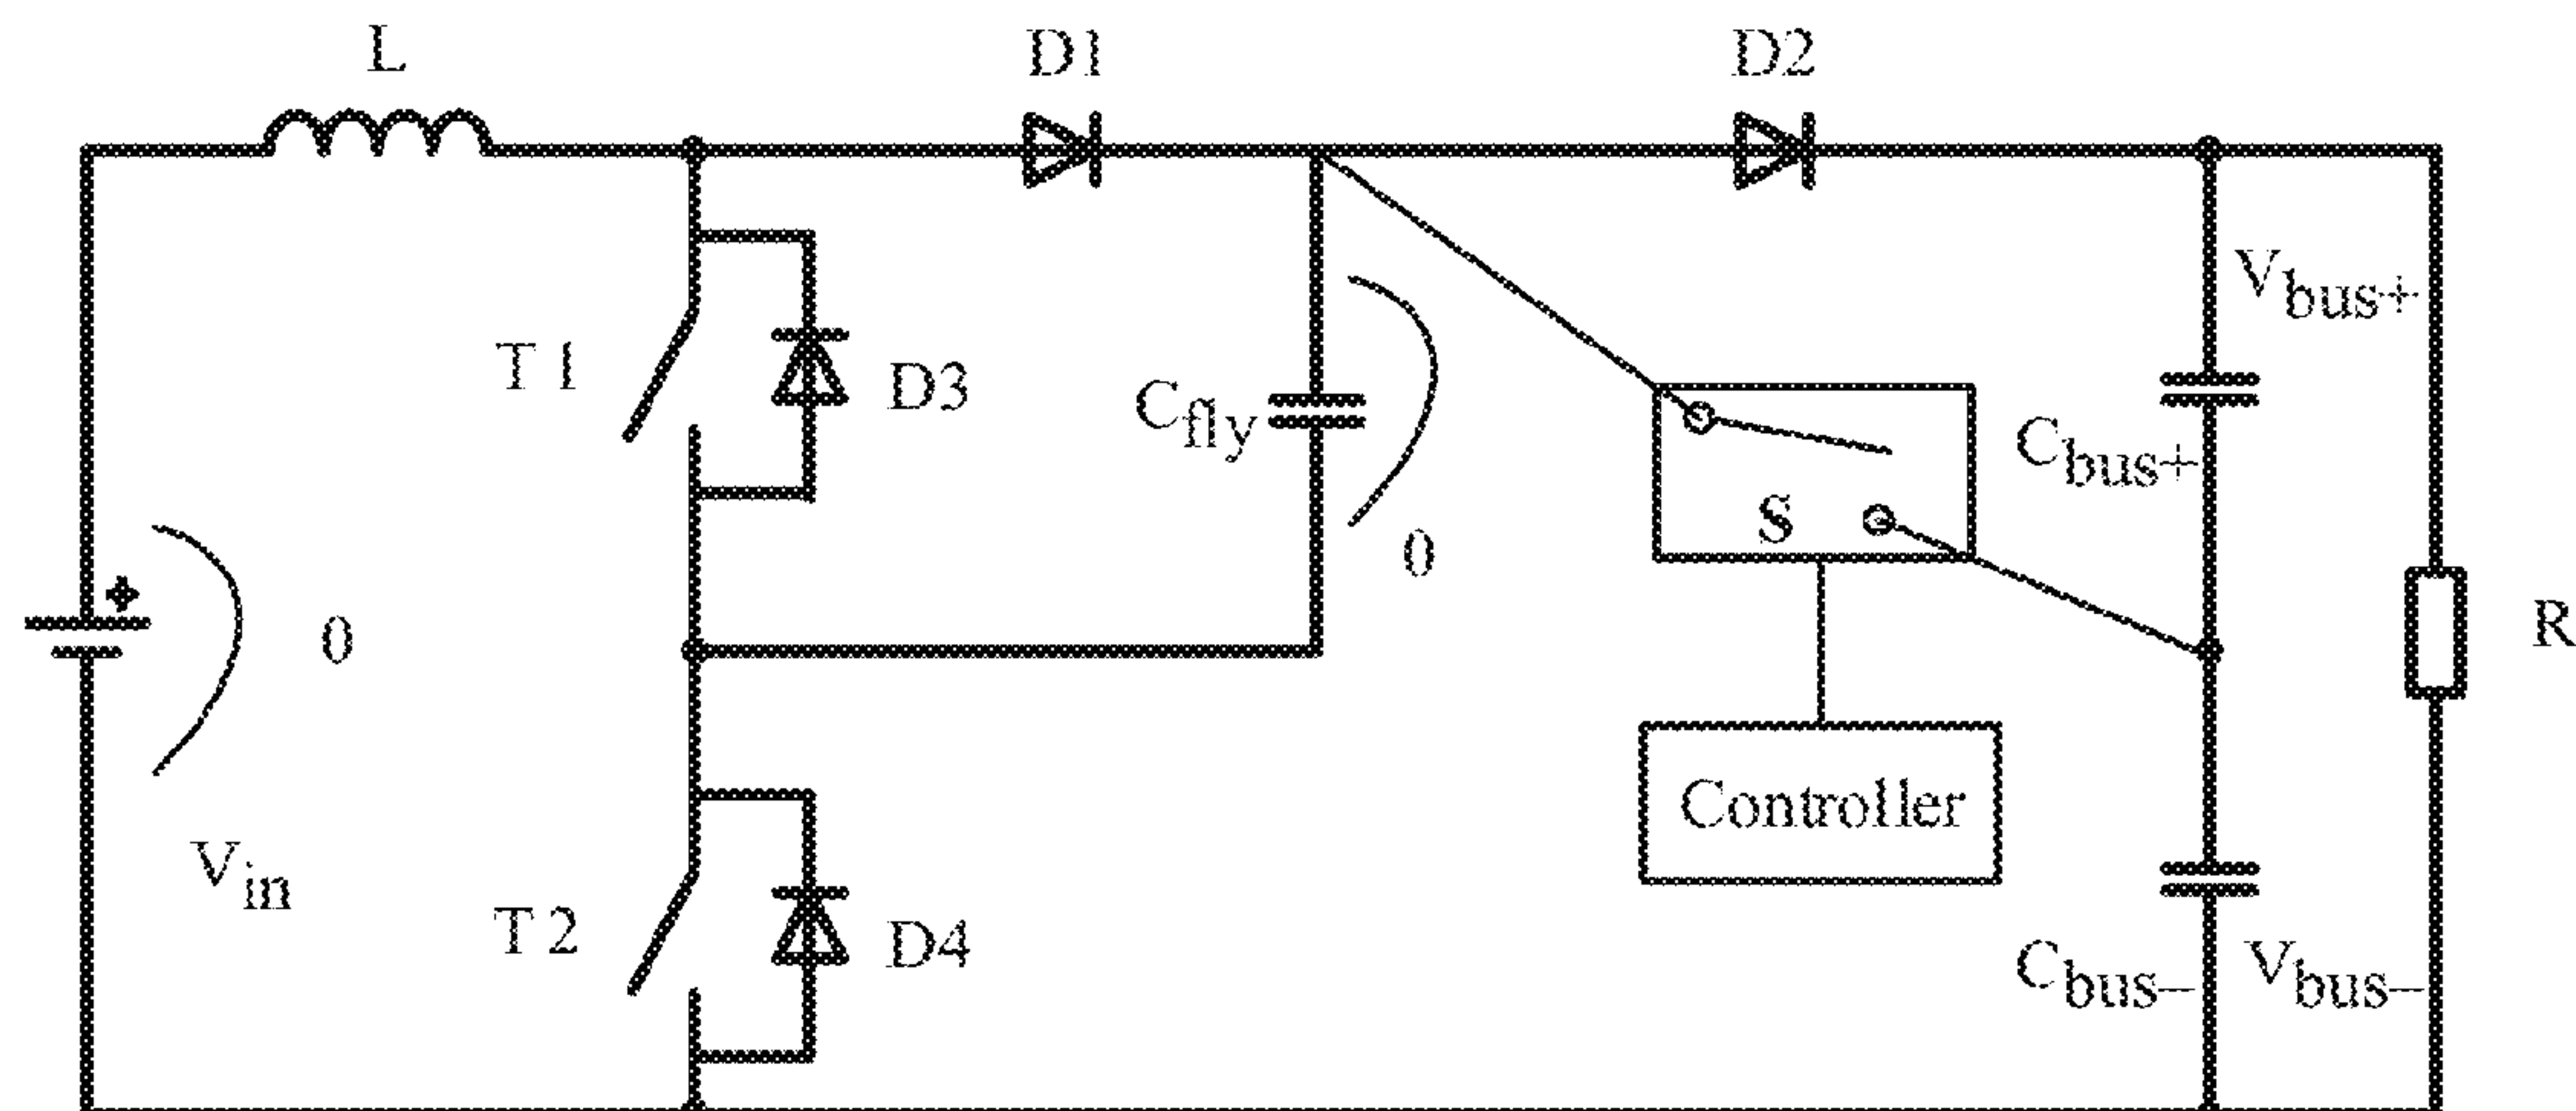 L
D1
D2
Vbus+
T1
D3
Cfly
Cbus+
S
0
0
R
Controller
Vin
T2
D4
Cbus−
Vbus−